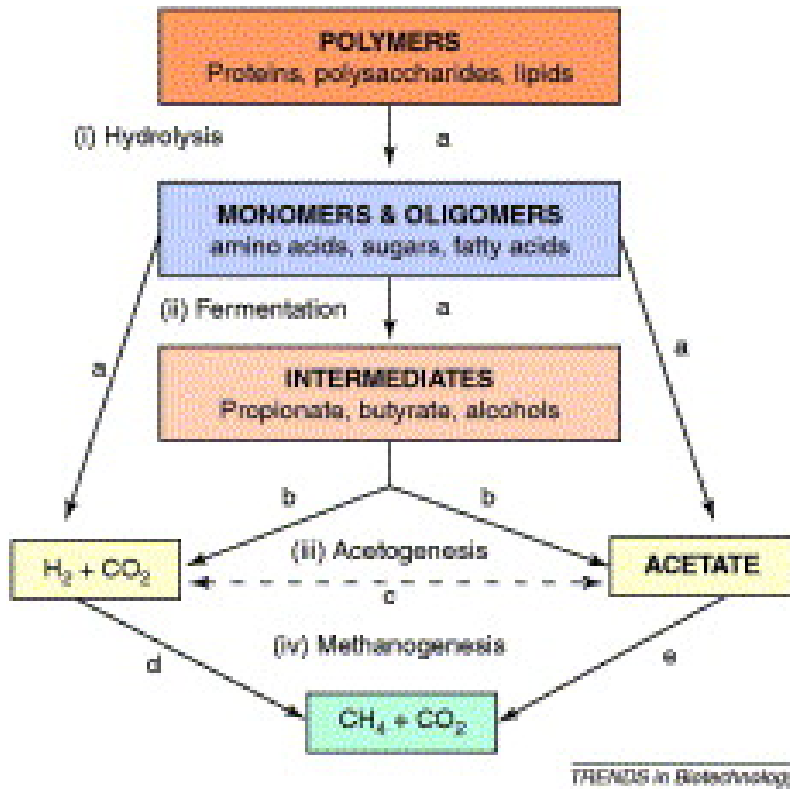 POLYMERS
Proteins, polysaccharides, lipids
(i) Hydrolysis
a
MONOMERS & OLIGOMERS
amino acids, sugars, fatty acids
(ii) Fermentation
a
a
a
INTERMEDIATES
Propionate, butyrate, alcohols
b
b
(iii) Acetogenesis
H₂ + CO₂
ACETATE
c
(iv) Methanogenesis
d
e
CH₄ + CO₂
TRENDS in Biotechnology